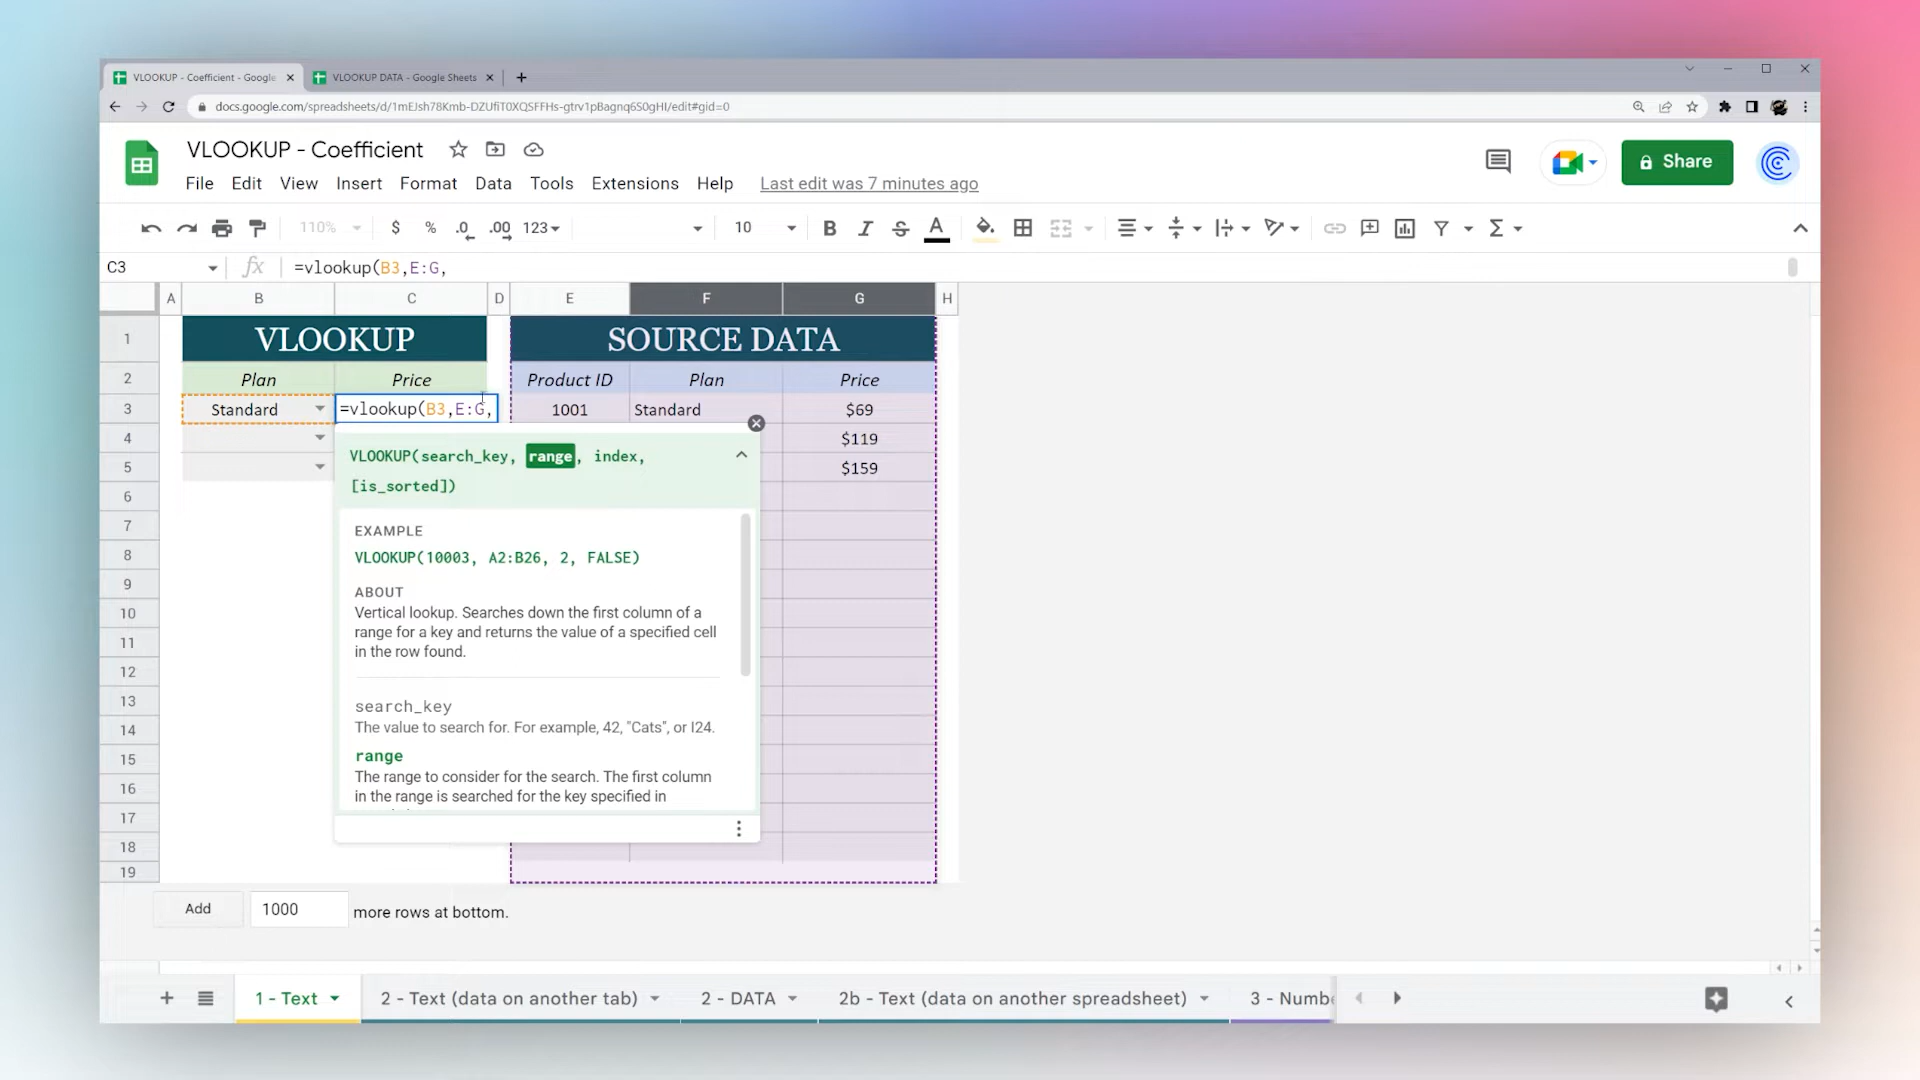 VLOOKUP - Coefficient - Google
VLOOKUP DATA - Google Sheets
docs.google.com/spreadsheets/d/1mEJsh78Kmb-DZUfiT0XQSFFHs-gtrv1pBagnq6S0gHI/edit#gid=0
VLOOKUP - Coefficient
File Edit View Insert Format Data Tools Extensions Help Last edit was 7 minutes ago
Share
110% $ % .0 .00 123 10 B I S A Σ
C3 fx =vlookup(B3,E:G,
A B C D E F G H
1 VLOOKUP SOURCE DATA
2 Plan Price Product ID Plan Price
3 Standard =vlookup(B3,E:G, 1001 Standard $69
4 $119
5 $159
6
7
8
9
10
11
12
13
14
15
16
17
18
19
VLOOKUP(search_key, range, index,
[is_sorted])
EXAMPLE
VLOOKUP(10003, A2:B26, 2, FALSE)
ABOUT
Vertical lookup. Searches down the first column of a
range for a key and returns the value of a specified cell
in the row found.
search_key
The value to search for. For example, 42, "Cats", or I24.
range
The range to consider for the search. The first column
in the range is searched for the key specified in
Add 1000 more rows at bottom.
1 - Text 2 - Text (data on another tab) 2 - DATA 2b - Text (data on another spreadsheet) 3 - Numb